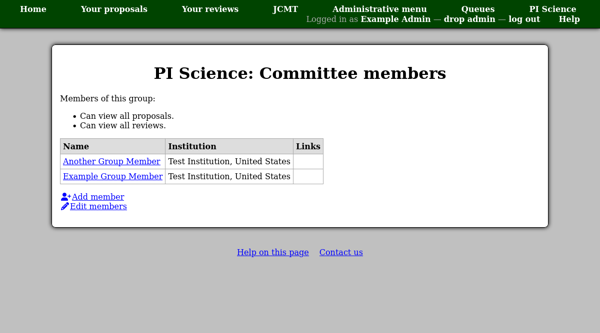 Home Your proposals Your reviews JCMT Administrative menu Queues PI Science
Logged in as Example Admin — drop admin — log out Help
PI Science: Committee members
Members of this group:
• Can view all proposals.
• Can view all reviews.
Name Institution Links
Another Group Member Test Institution, United States
Example Group Member Test Institution, United States
Add member
Edit members
Help on this page Contact us